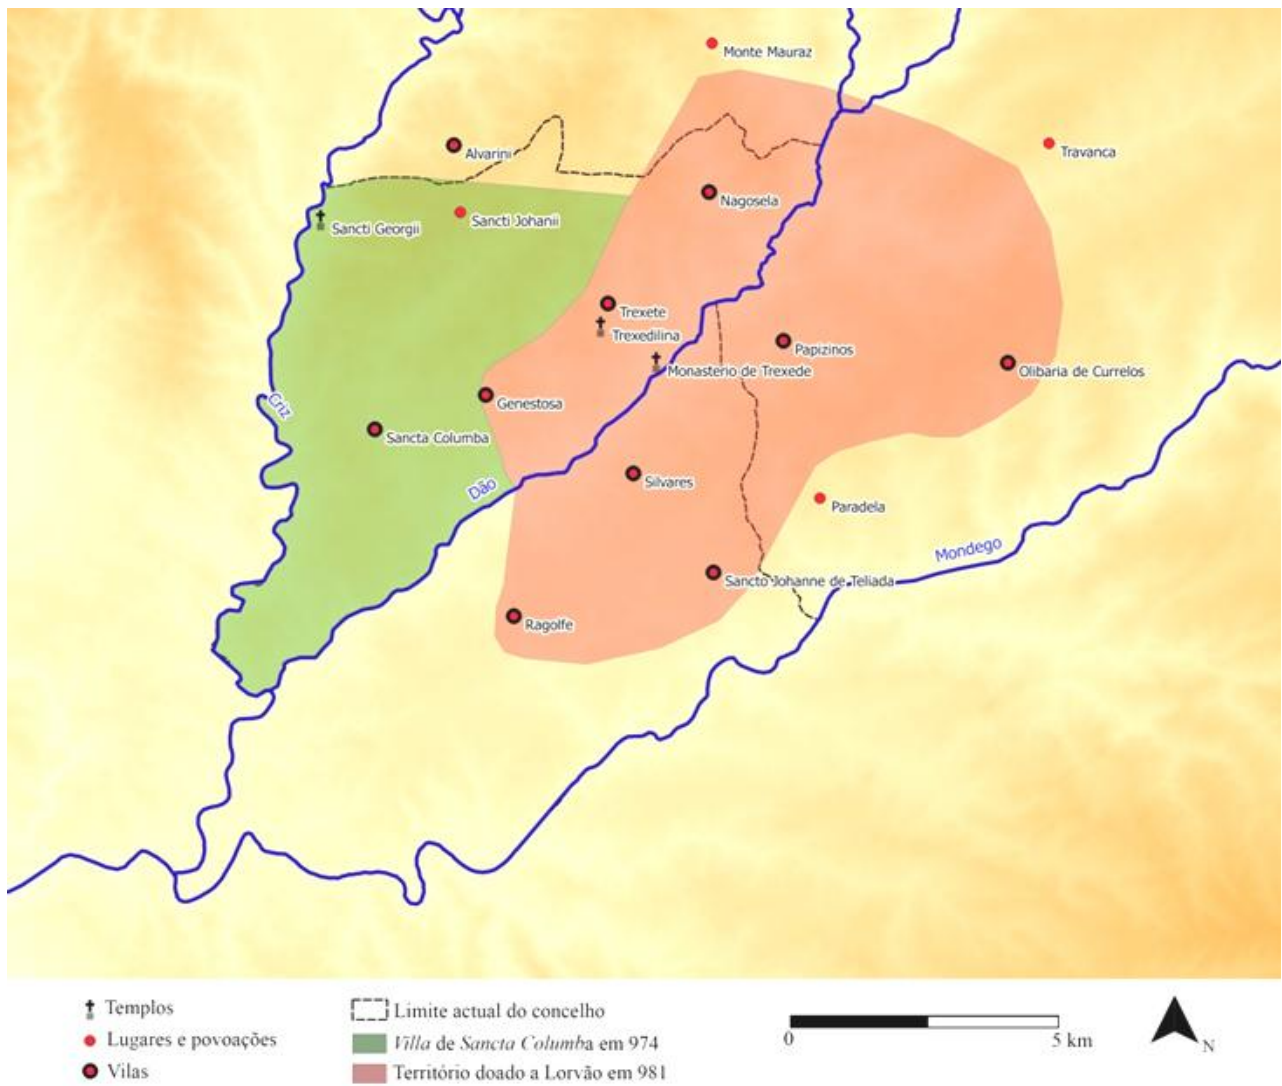 Monte Mauraz
Alvarini
Travanca
Nagosela
Sancti Johanii
Sancti Georgii
Trexete
Trexedilina
Papizinos
Monasterio de Trexede
Olibaria de Currelos
Criz
Genestosa
Sancta Columba
Silvares
Dão
Paradela
Mondego
Sancto Johanne de Teliada
Ragolfe
Templos
Lugares e povoações
Vilas
Limite actual do concelho
Villa de Sancta Columba em 974
Território doado a Lorvão em 981
0 5 km
N